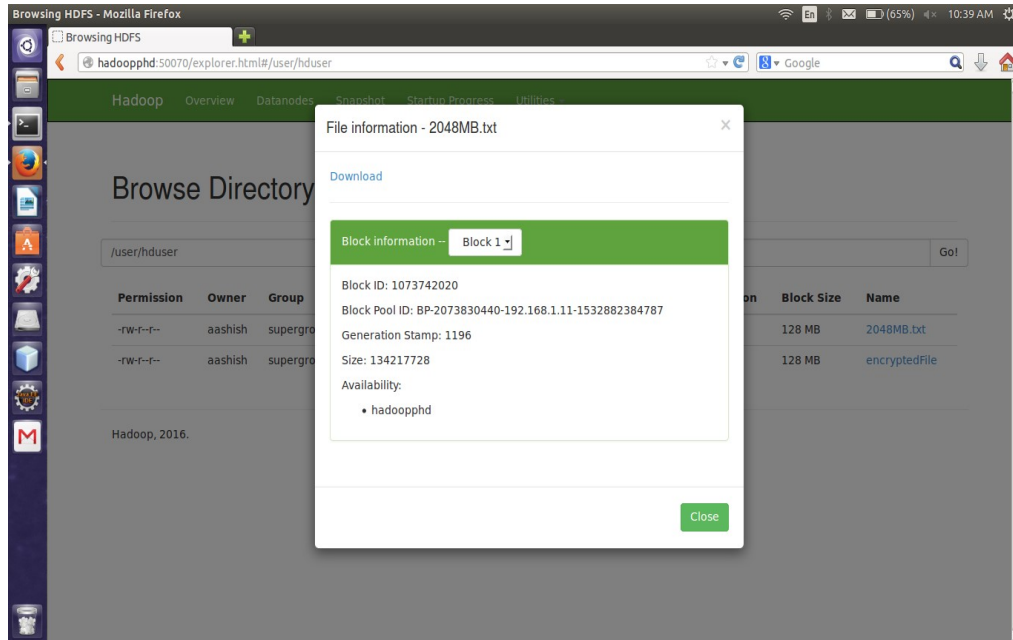 Browsing HDFS - Mozilla Firefox
En (65%) 10:39 AM
Browsing HDFS
hadoopphd:50070/explorer.html#/user/hduser
Google
Hadoop Overview Datanodes Snapshot Startup Progress Utilities
File information - 2048MB.txt ×
Download
Browse Directory
Block information -- Block 1
/user/hduser Go!
Block ID: 1073742020
Block Pool ID: BP-2073830440-192.168.1.11-1532882384787
Generation Stamp: 1196
Size: 134217728
Availability:
• hadoopphd
Permission Owner Group on Block Size Name
-rw-r--r-- aashish supergro 128 MB 2048MB.txt
-rw-r--r-- aashish supergro 128 MB encryptedFile
Hadoop, 2016.
Close